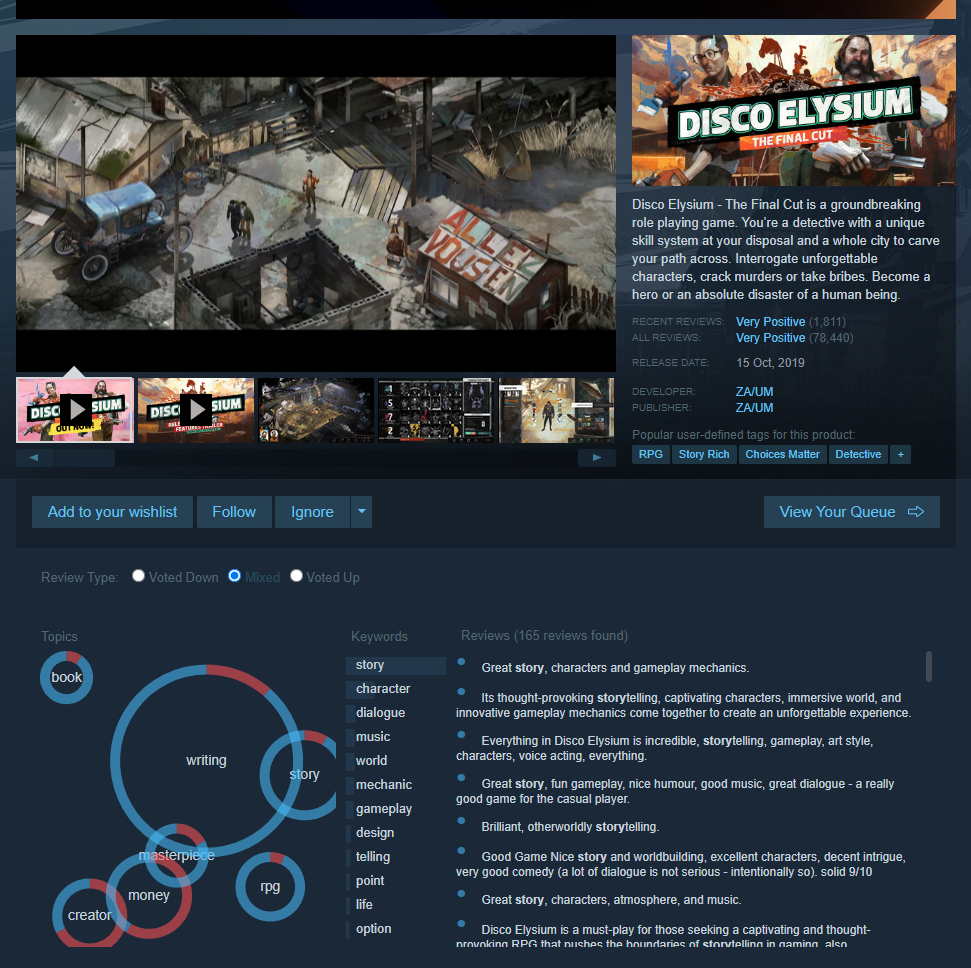 ALLEN
DISCO ELYSIUM
THE FINAL CUT
Disco Elysium - The Final Cut is a groundbreaking
role playing game. You're a detective with a unique
skill system at your disposal and a whole city to carve
your path across. Interrogate unforgettable
characters, crack murders or take bribes. Become a
hero or an absolute disaster of a human being.
RECENT REVIEWS: Very Positive (1,811)
ALL REVIEWS: Very Positive (78,440)
RELEASE DATE: 15 Oct, 2019
DEVELOPER: ZA/UM
PUBLISHER: ZA/UM
Popular user-defined tags for this product:
RPG Story Rich Choices Matter Detective +
OUT NOW!
FEATURES TRAILER
Add to your wishlist Follow Ignore View Your Queue
Review Type: Voted Down Mixed Voted Up
Topics
book
writing
story
masterpiece
money
rpg
creator
Keywords
story
character
dialogue
music
world
mechanic
gameplay
design
telling
point
life
option
Reviews (165 reviews found)
Great story, characters and gameplay mechanics.
Its thought-provoking storytelling, captivating characters, immersive world, and
innovative gameplay mechanics come together to create an unforgettable experience.
Everything in Disco Elysium is incredible, storytelling, gameplay, art style,
characters, voice acting, everything.
Great story, fun gameplay, nice humour, good music, great dialogue - a really
good game for the casual player.
Brilliant, otherworldly storytelling.
Good Game Nice story and worldbuilding, excellent characters, decent intrigue,
very good comedy (a lot of dialogue is not serious - intentionally so). solid 9/10
Great story, characters, atmosphere, and music.
Disco Elysium is a must-play for those seeking a captivating and thought-
provoking RPG that pushes the boundaries of storytelling in gaming. also